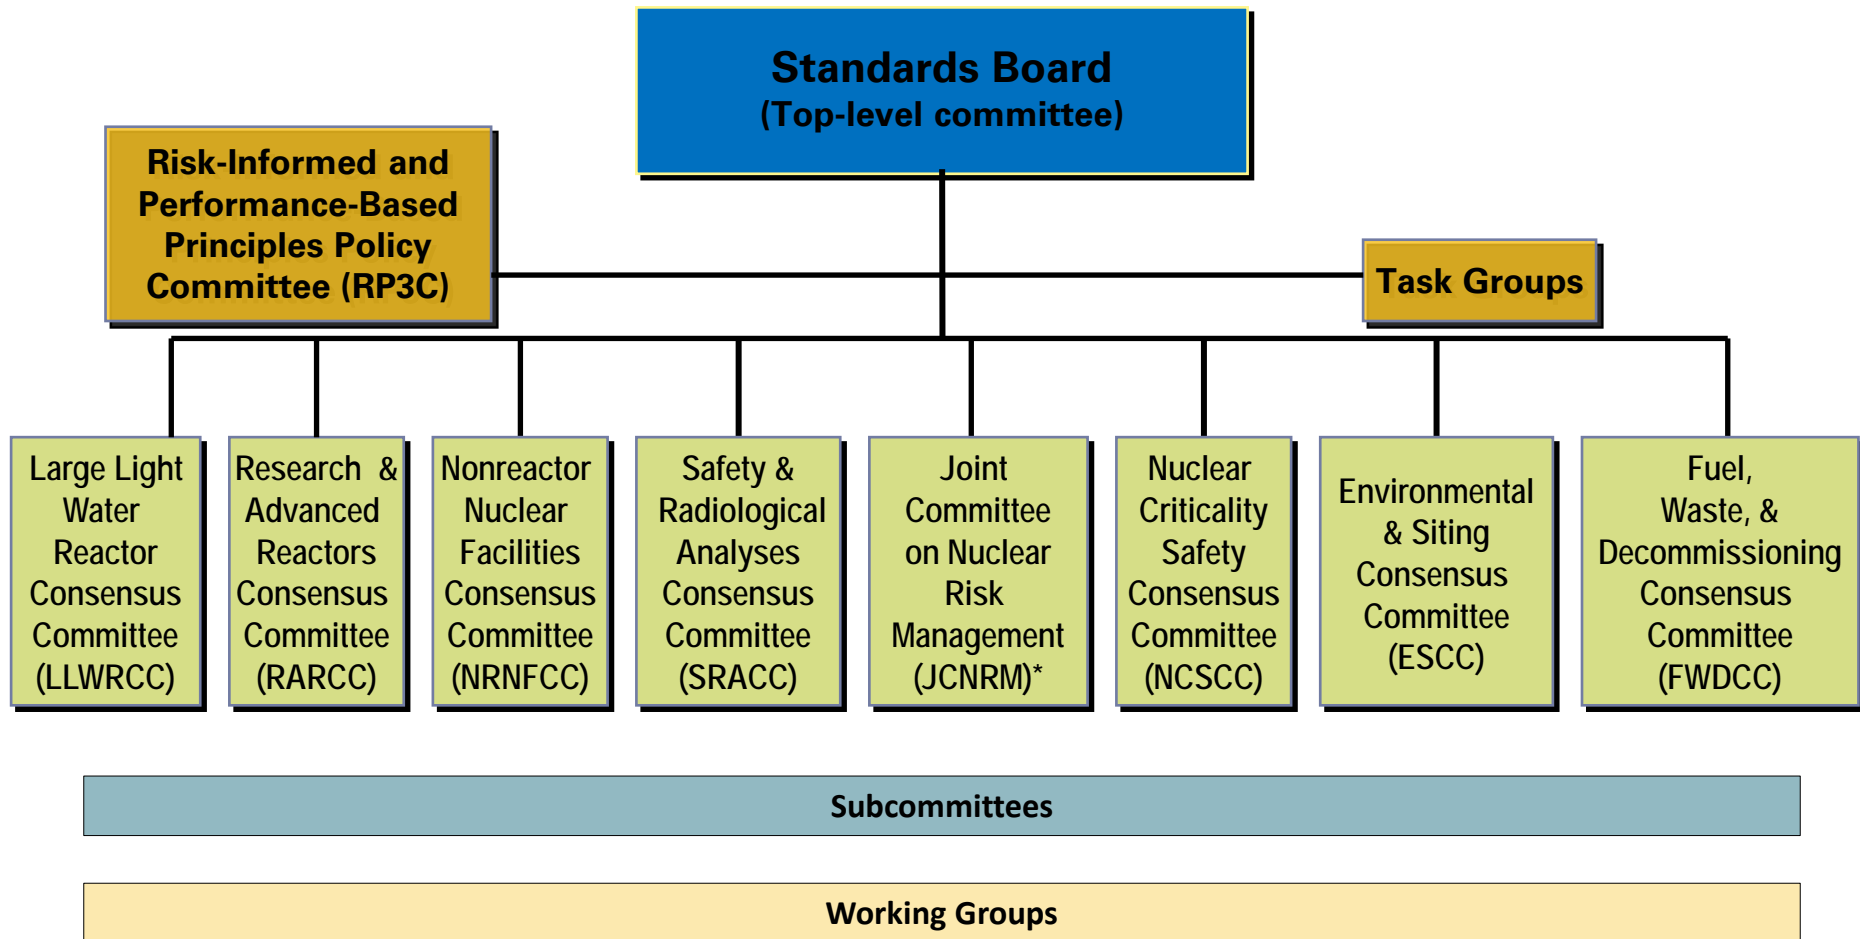 Standards Board
(Top-level committee)
Risk-Informed and
Performance-Based
Principles Policy
Committee (RP3C)
Task Groups
Large Light
Water
Reactor
Consensus
Committee
(LLWRCC)
Research & 
Advanced
Reactors
Consensus
Committee
(RARCC)
Nonreactor
Nuclear
Facilities
Consensus
Committee
(NRNFCC)
Safety &
Radiological
Analyses
Consensus
Committee
(SRACC)
Joint
Committee
on Nuclear
Risk
Management
(JCNRM)*
Nuclear
Criticality
Safety
Consensus
Committee
(NCSCC)
Environmental
& Siting
Consensus
Committee
(ESCC)
Fuel,
Waste, &
Decommissioning
Consensus
Committee
(FWDCC)
Subcommittees
Working Groups